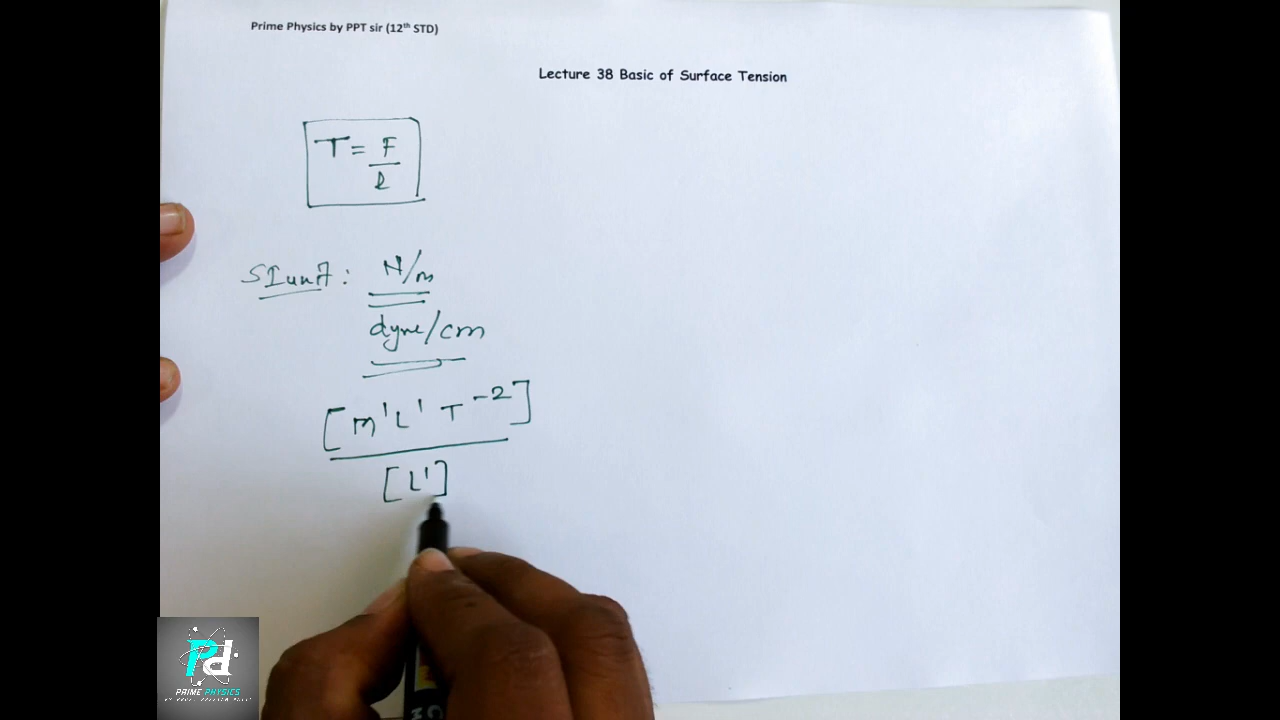 Prime Physics by PPT sir (12th STD)
Lecture 38 Basic of Surface Tension
T = F/l
SI unit : N/m
dyne/cm
[M¹L¹T⁻²]
[L¹]
Pd
PRIME PHYSICS